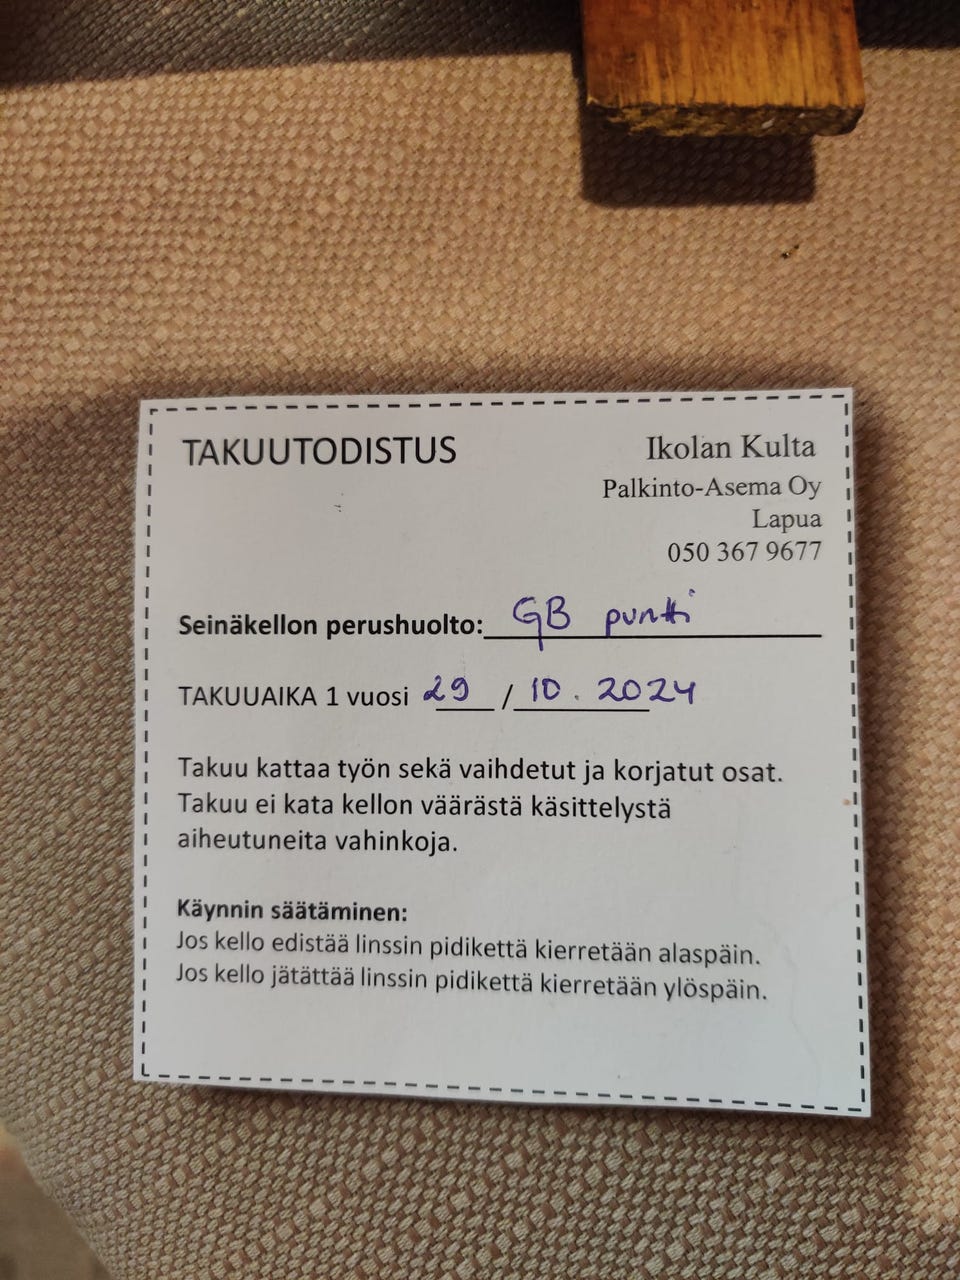 TAKUUTODISTUS
Ikolan Kulta
Palkinto-Asema Oy
Lapua
050 367 9677
Seinäkellon perushuolto: GB puntti
TAKUUAIKA 1 vuosi 29 / 10. 2024
Takuu kattaa työn sekä vaihdetut ja korjatut osat.
Takuu ei kata kellon väärästä käsittelystä
aiheutuneita vahinkoja.
Käynnin säätäminen:
Jos kello edistää linssin pidikettä kierretään alaspäin.
Jos kello jätättää linssin pidikettä kierretään ylöspäin.